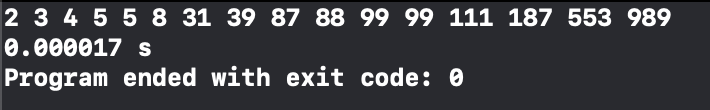 2 3 4 5 5 8 31 39 87 88 99 99 111 187 553 989
0.000017 s
Program ended with exit code: 0